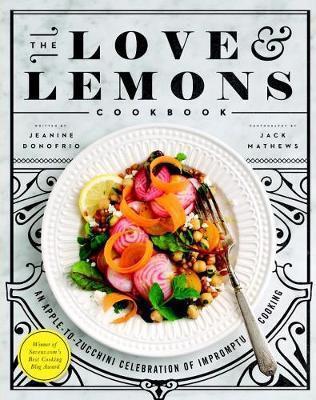 THE
LOVE &
LEMONS
COOKBOOK
WRITTEN BY
JEANINE
DONOFRIO
PHOTOGRAPHY BY
JACK
MATHEWS
AN APPLE-TO-ZUCCHINI CELEBRATION OF IMPROMPTU COOKING
Winner of
Saveur.com's
Best Cooking
Blog Award